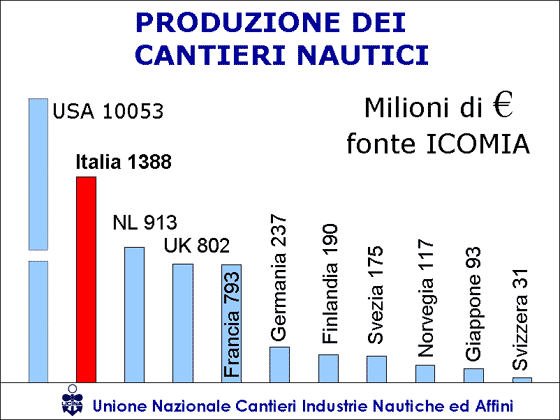 PRODUZIONE DEI
CANTIERI NAUTICI
Milioni di €
fonte ICOMIA
USA 10053
Italia 1388
NL 913
UK 802
Francia 793
Germania 237
Finlandia 190
Svezia 175
Norvegia 117
Giappone 93
Svizzera 31
UCINA
Unione Nazionale Cantieri Industrie Nautiche ed Affini